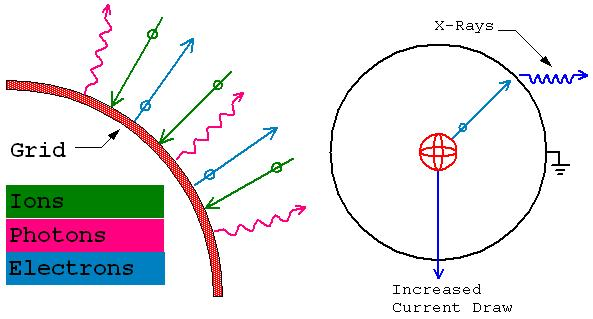 Grid
Ions
Photons
Electrons
X-Rays
Increased
Current Draw